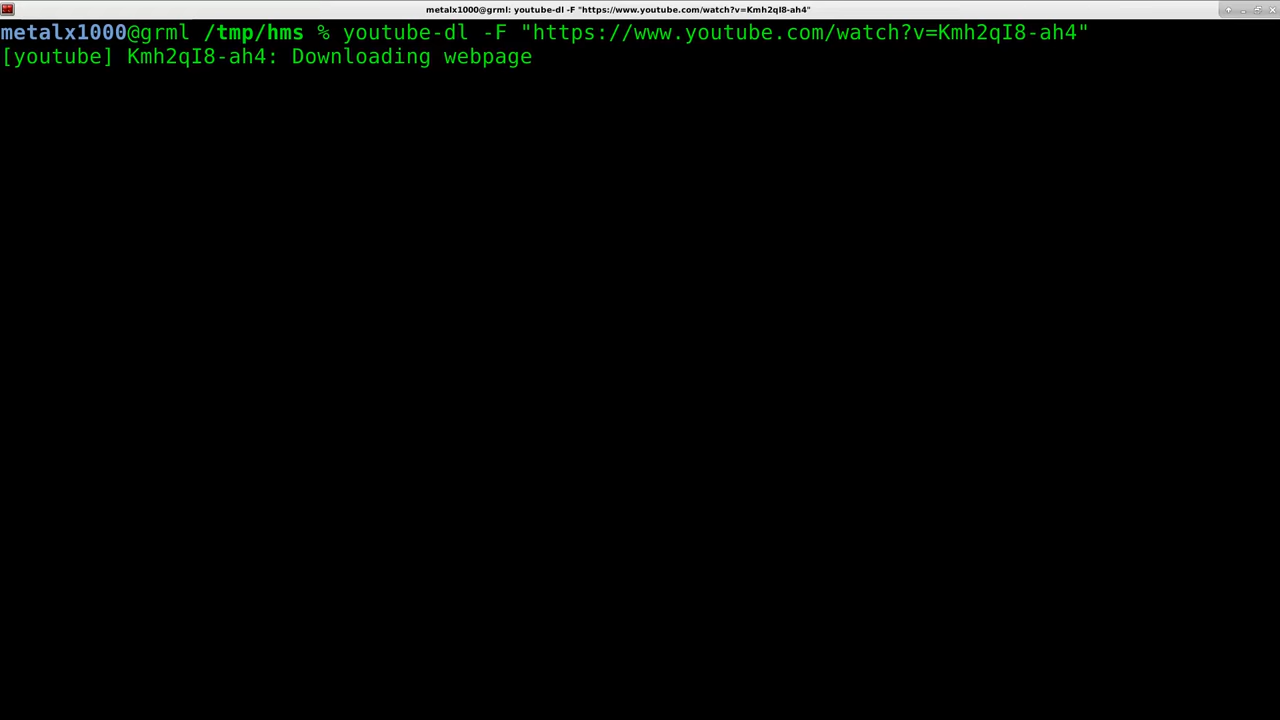 metalx1000@grml: youtube-dl -F "https://www.youtube.com/watch?v=Kmh2qI8-ah4"
metalx1000@grml /tmp/hms % youtube-dl -F "https://www.youtube.com/watch?v=Kmh2qI8-ah4"
[youtube] Kmh2qI8-ah4: Downloading webpage